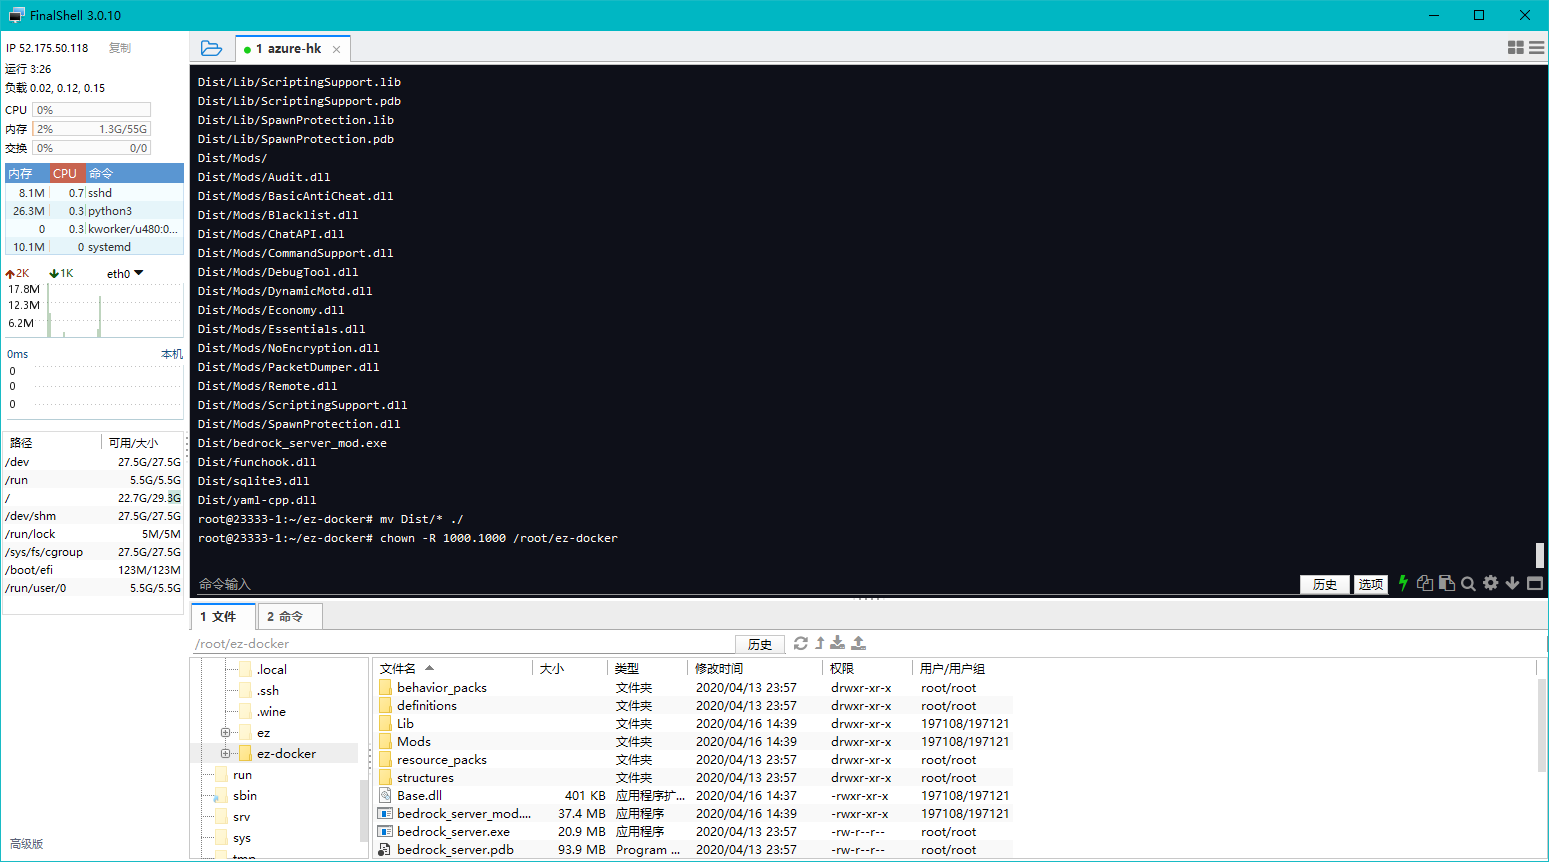 FinalShell 3.0.10
IP 52.175.50.118 复制
运行 3:26
负载 0.02, 0.12, 0.15
CPU 0%
内存 2% 1.3G/55G
交换 0% 0/0
内存 CPU 命令
8.1M 0.7 sshd
26.3M 0.3 python3
0 0.3 kworker/u480:0...
10.1M 0 systemd
2K 1K eth0
17.8M
12.3M
6.2M
0ms 本机
0
0
0
路径 可用/大小
/dev 27.5G/27.5G
/run 5.5G/5.5G
/ 22.7G/29.3G
/dev/shm 27.5G/27.5G
/run/lock 5M/5M
/sys/fs/cgroup 27.5G/27.5G
/boot/efi 123M/123M
/run/user/0 5.5G/5.5G
高级版
1 azure-hk
Dist/Lib/ScriptingSupport.lib
Dist/Lib/ScriptingSupport.pdb
Dist/Lib/SpawnProtection.lib
Dist/Lib/SpawnProtection.pdb
Dist/Mods/
Dist/Mods/Audit.dll
Dist/Mods/BasicAntiCheat.dll
Dist/Mods/Blacklist.dll
Dist/Mods/ChatAPI.dll
Dist/Mods/CommandSupport.dll
Dist/Mods/DebugTool.dll
Dist/Mods/DynamicMotd.dll
Dist/Mods/Economy.dll
Dist/Mods/Essentials.dll
Dist/Mods/NoEncryption.dll
Dist/Mods/PacketDumper.dll
Dist/Mods/Remote.dll
Dist/Mods/ScriptingSupport.dll
Dist/Mods/SpawnProtection.dll
Dist/bedrock_server_mod.exe
Dist/funchook.dll
Dist/sqlite3.dll
Dist/yaml-cpp.dll
root@23333-1:~/ez-docker# mv Dist/* ./
root@23333-1:~/ez-docker# chown -R 1000.1000 /root/ez-docker
命令输入 历史 选项
1 文件 2 命令
/root/ez-docker 历史
.local
.ssh
.wine
ez
ez-docker
run
sbin
srv
sys
tmp
文件名 大小 类型 修改时间 权限 用户/用户组
behavior_packs 文件夹 2020/04/13 23:57 drwxr-xr-x root/root
definitions 文件夹 2020/04/13 23:57 drwxr-xr-x root/root
Lib 文件夹 2020/04/16 14:39 drwxr-xr-x 197108/197121
Mods 文件夹 2020/04/16 14:39 drwxr-xr-x 197108/197121
resource_packs 文件夹 2020/04/13 23:57 drwxr-xr-x root/root
structures 文件夹 2020/04/13 23:57 drwxr-xr-x root/root
Base.dll 401 KB 应用程序扩... 2020/04/16 14:37 -rwxr-xr-x 197108/197121
bedrock_server_mod.... 37.4 MB 应用程序 2020/04/16 14:39 -rwxr-xr-x 197108/197121
bedrock_server.exe 20.9 MB 应用程序 2020/04/13 23:57 -rw-r--r-- root/root
bedrock_server.pdb 93.9 MB Program ... 2020/04/13 23:57 -rw-r--r-- root/root